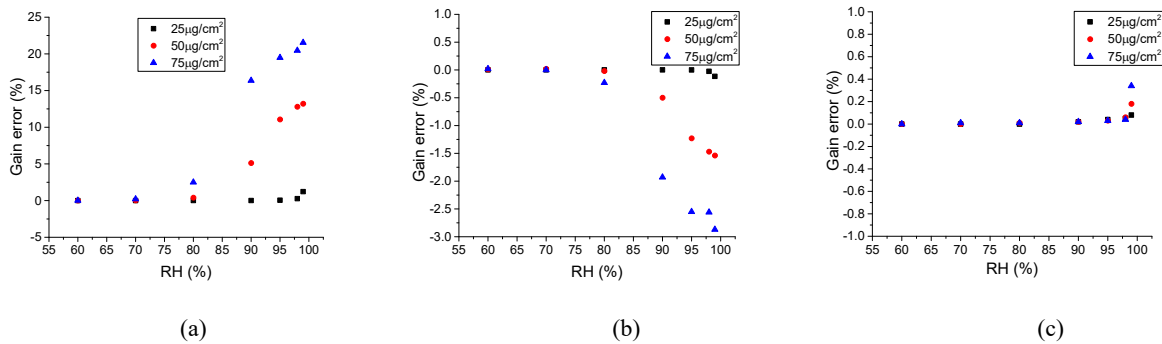 25μg/cm²
50μg/cm²
75μg/cm²
Gain error (%)
25
20
15
10
5
0
-5
55 60 65 70 75 80 85 90 95 100
RH (%)
(a)
25μg/cm²
50μg/cm²
75μg/cm²
Gain error (%)
1.0
0.5
0.0
-0.5
-1.0
-1.5
-2.0
-2.5
-3.0
55 60 65 70 75 80 85 90 95 100
RH (%)
(b)
25μg/cm²
50μg/cm²
75μg/cm²
Gain error (%)
1.0
0.8
0.6
0.4
0.2
0.0
-0.2
-0.4
-0.6
-0.8
-1.0
55 60 65 70 75 80 85 90 95 100
RH (%)
(c)